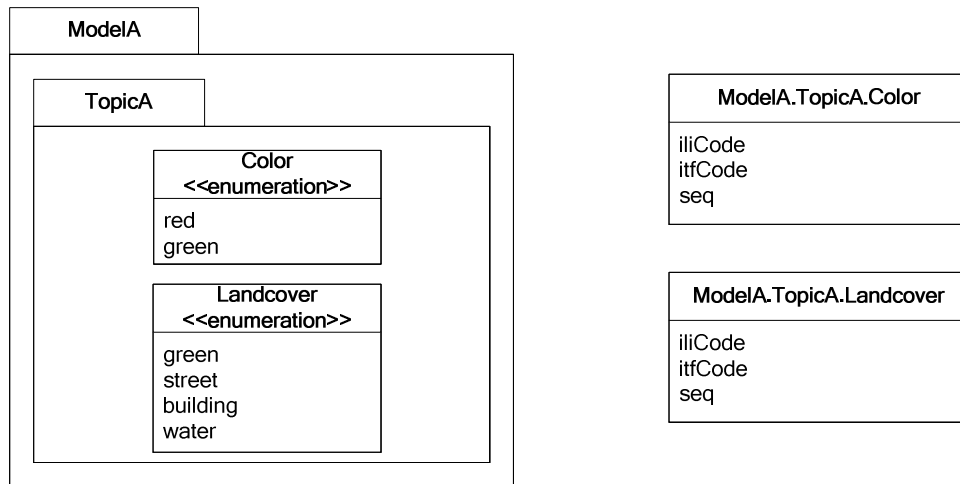 ModelA
TopicA
Color
<<enumeration>>
red
green
Landcover
<<enumeration>>
green
street
building
water
ModelA.TopicA.Color
iliCode
itfCode
seq
ModelA.TopicA.Landcover
iliCode
itfCode
seq